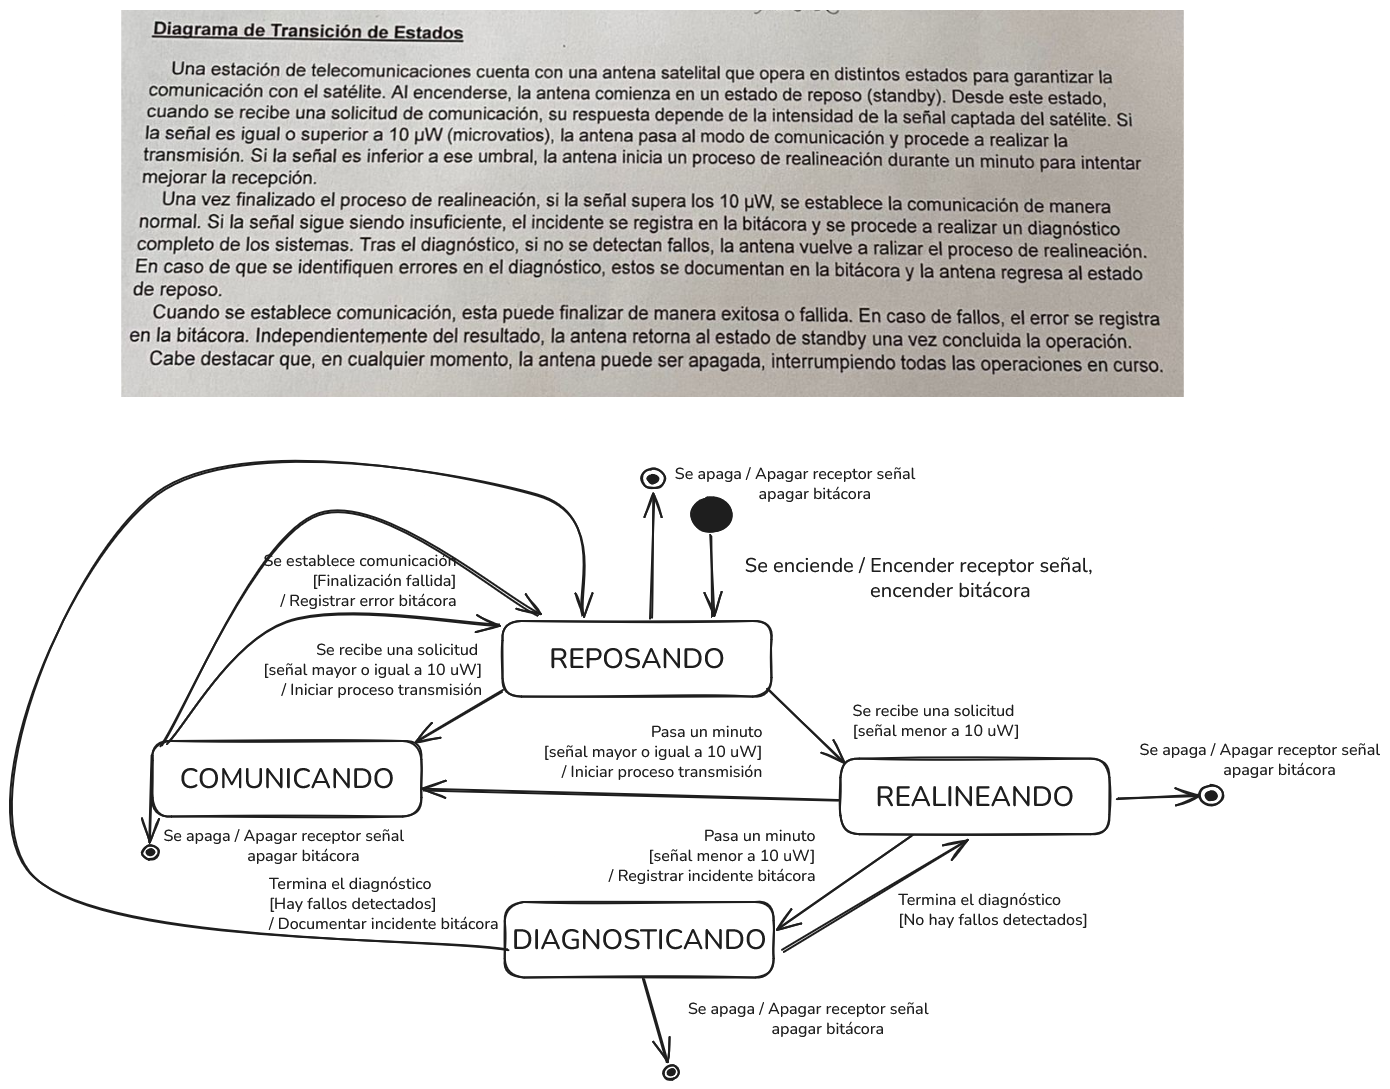 Diagrama de Transición de Estados
Una estación de telecomunicaciones cuenta con una antena satelital que opera en distintos estados para garantizar la
comunicación con el satélite. Al encenderse, la antena comienza en un estado de reposo (standby). Desde este estado,
cuando se recibe una solicitud de comunicación, su respuesta depende de la intensidad de la señal captada del satélite. Si
la señal es igual o superior a 10 µW (microvatios), la antena pasa al modo de comunicación y procede a realizar la
transmisión. Si la señal es inferior a ese umbral, la antena inicia un proceso de realineación durante un minuto para intentar
mejorar la recepción.
Una vez finalizado el proceso de realineación, si la señal supera los 10 µW, se establece la comunicación de manera
normal. Si la señal sigue siendo insuficiente, el incidente se registra en la bitácora y se procede a realizar un diagnóstico
completo de los sistemas. Tras el diagnóstico, si no se detectan fallos, la antena vuelve a ralizar el proceso de realineación.
En caso de que se identifiquen errores en el diagnóstico, estos se documentan en la bitácora y la antena regresa al estado
de reposo.
Cuando se establece comunicación, esta puede finalizar de manera exitosa o fallida. En caso de fallos, el error se registra
en la bitácora. Independientemente del resultado, la antena retorna al estado de standby una vez concluida la operación.
Cabe destacar que, en cualquier momento, la antena puede ser apagada, interrumpiendo todas las operaciones en curso.
Se apaga / Apagar receptor señal
apagar bitácora
Se enciende / Encender receptor señal,
encender bitácora
Se establece comunicación
[Finalización fallida]
/ Registrar error bitácora
REPOSANDO
Se recibe una solicitud
[señal mayor o igual a 10 uW]
/ Iniciar proceso transmisión
Se recibe una solicitud
[señal menor a 10 uW]
Pasa un minuto
[señal mayor o igual a 10 uW]
/ Iniciar proceso transmisión
COMUNICANDO
REALINEANDO
Se apaga / Apagar receptor señal
apagar bitácora
Se apaga / Apagar receptor señal
apagar bitácora
Pasa un minuto
[señal menor a 10 uW]
/ Registrar incidente bitácora
Termina el diagnóstico
[Hay fallos detectados]
/ Documentar incidente bitácora
Termina el diagnóstico
[No hay fallos detectados]
DIAGNOSTICANDO
Se apaga / Apagar receptor señal
apagar bitácora